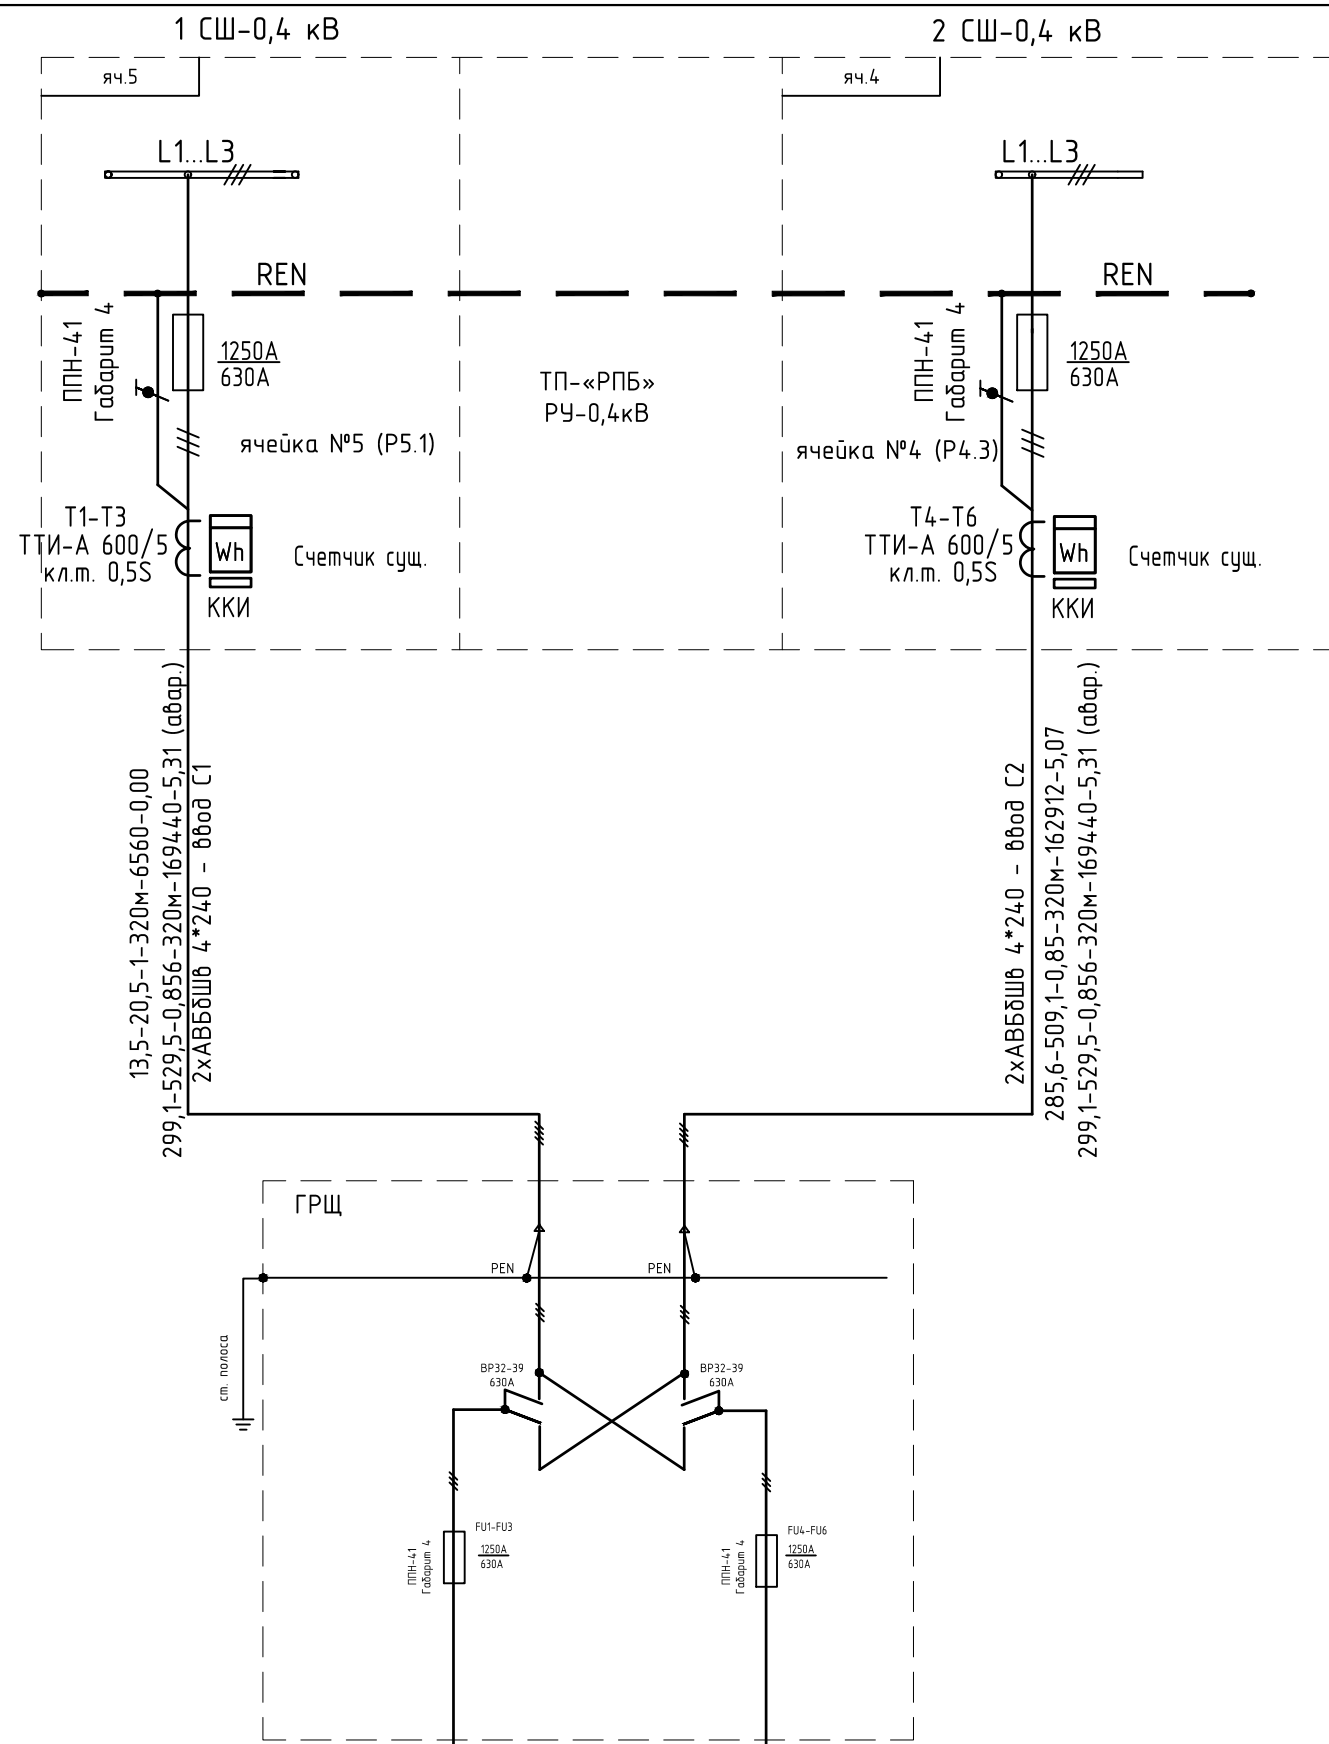 1 СШ-0,4 кВ
2 СШ-0,4 кВ
яч.5
яч.4
L1...L3
L1...L3
REN
REN
ППН-41
Габарит 4
1250А
630А
ТП-«РПБ»
РУ-0,4кВ
ППН-41
Габарит 4
1250А
630А
ячейка №5 (Р5.1)
ячейка №4 (Р4.3)
Т1-Т3
ТТИ-А 600/5
кл.т. 0,5S
Wh
Счетчик сущ.
ККИ
Т4-Т6
ТТИ-А 600/5
кл.т. 0,5S
Wh
Счетчик сущ.
ККИ
13,5-20,5-1-320м-6560-0,00
299,1-529,5-0,856-320м-169440-5,31 (авар.)
2хАВБбШв 4*240 - ввод С1
2хАВБбШв 4*240 - ввод С2
285,6-509,1-0,85-320м-162912-5,07
299,1-529,5-0,856-320м-169440-5,31 (авар.)
ГРЩ
PEN
PEN
ст. полоса
ВР32-39
630А
ВР32-39
630А
ППН-41
Габарит 4
FU1-FU3
1250А
630А
ППН-41
Габарит 4
FU4-FU6
1250А
630А